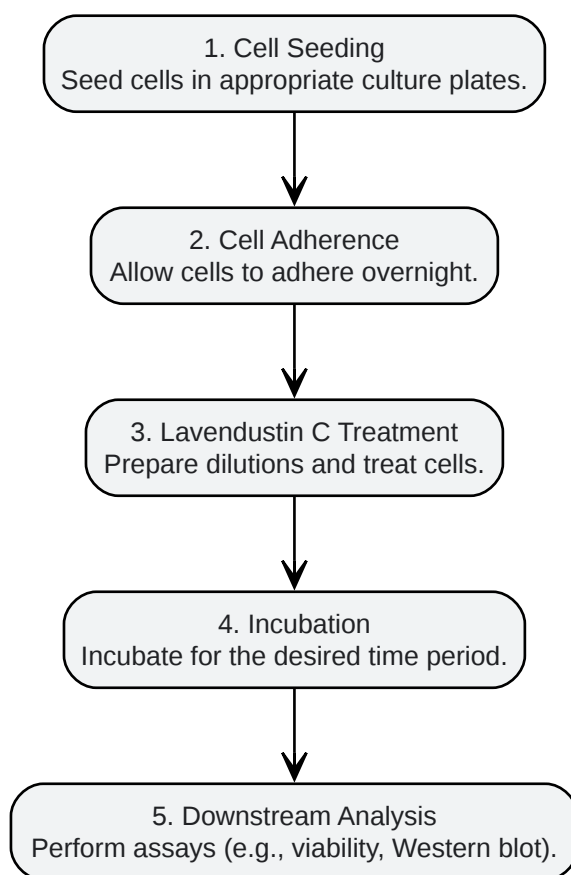 1. Cell Seeding
Seed cells in appropriate culture plates.
2. Cell Adherence
Allow cells to adhere overnight.
3. Lavendustin C Treatment
Prepare dilutions and treat cells.
4. Incubation
Incubate for the desired time period.
5. Downstream Analysis
Perform assays (e.g., viability, Western blot).